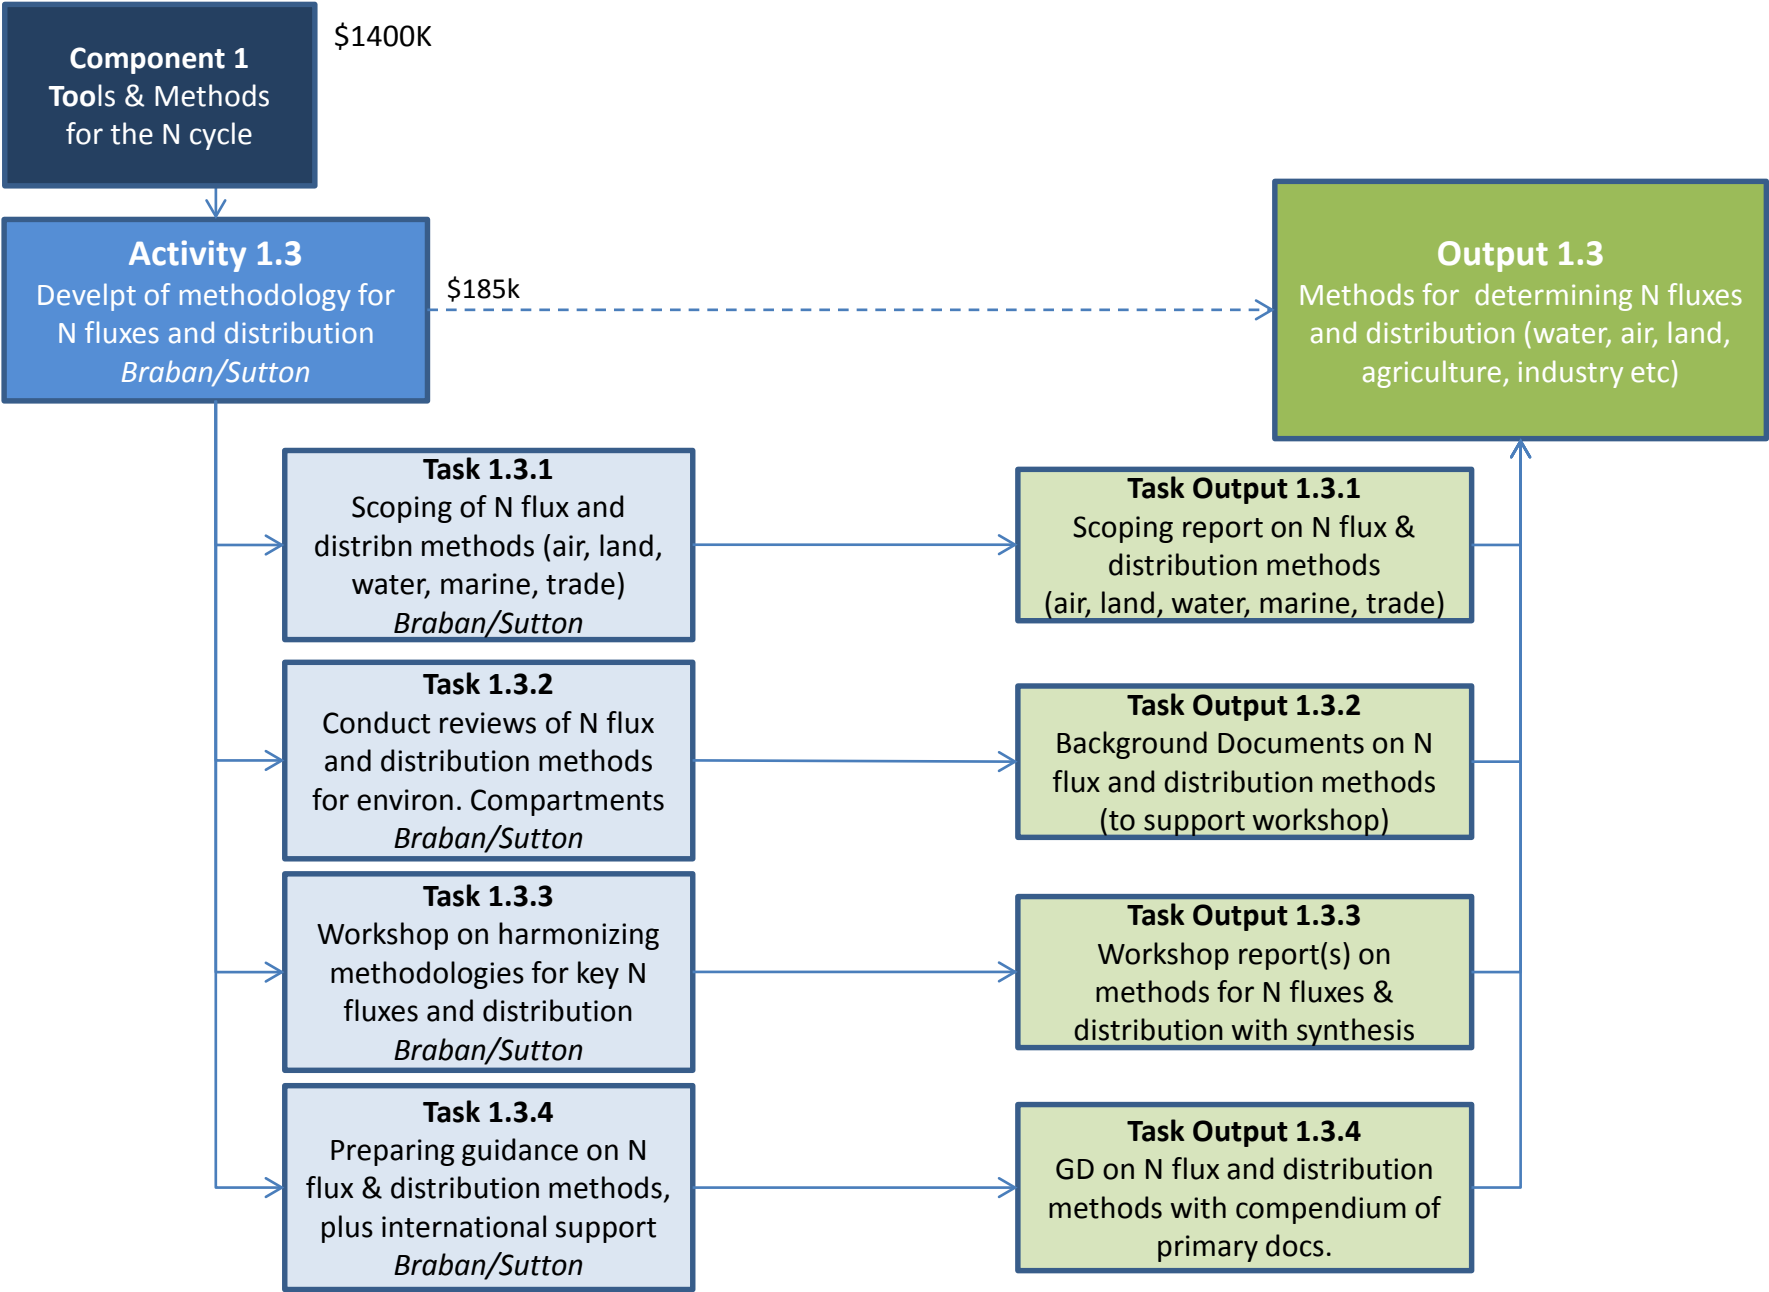 Component 1
Tools & Methods
for the N cycle
$1400K
Activity 1.3
Develpt of methodology for
N fluxes and distribution
Braban/Sutton
$185k
Output 1.3
Methods for determining N fluxes
and distribution (water, air, land,
agriculture, industry etc)
Task 1.3.1
Scoping of N flux and
distribn methods (air, land,
water, marine, trade)
Braban/Sutton
Task Output 1.3.1
Scoping report on N flux &
distribution methods
(air, land, water, marine, trade)
Task 1.3.2
Conduct reviews of N flux
and distribution methods
for environ. Compartments
Braban/Sutton
Task Output 1.3.2
Background Documents on N
flux and distribution methods
(to support workshop)
Task 1.3.3
Workshop on harmonizing
methodologies for key N
fluxes and distribution
Braban/Sutton
Task Output 1.3.3
Workshop report(s) on
methods for N fluxes &
distribution with synthesis
Task 1.3.4
Preparing guidance on N
flux & distribution methods,
plus international support
Braban/Sutton
Task Output 1.3.4
GD on N flux and distribution
methods with compendium of
primary docs.